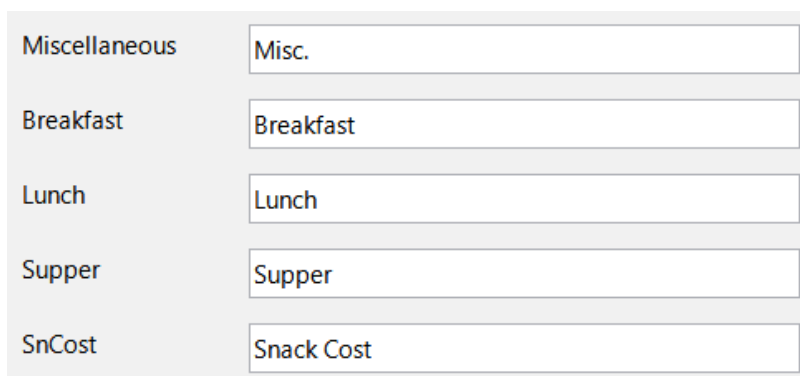 Miscellaneous Misc.
Breakfast Breakfast
Lunch Lunch
Supper Supper
SnCost Snack Cost